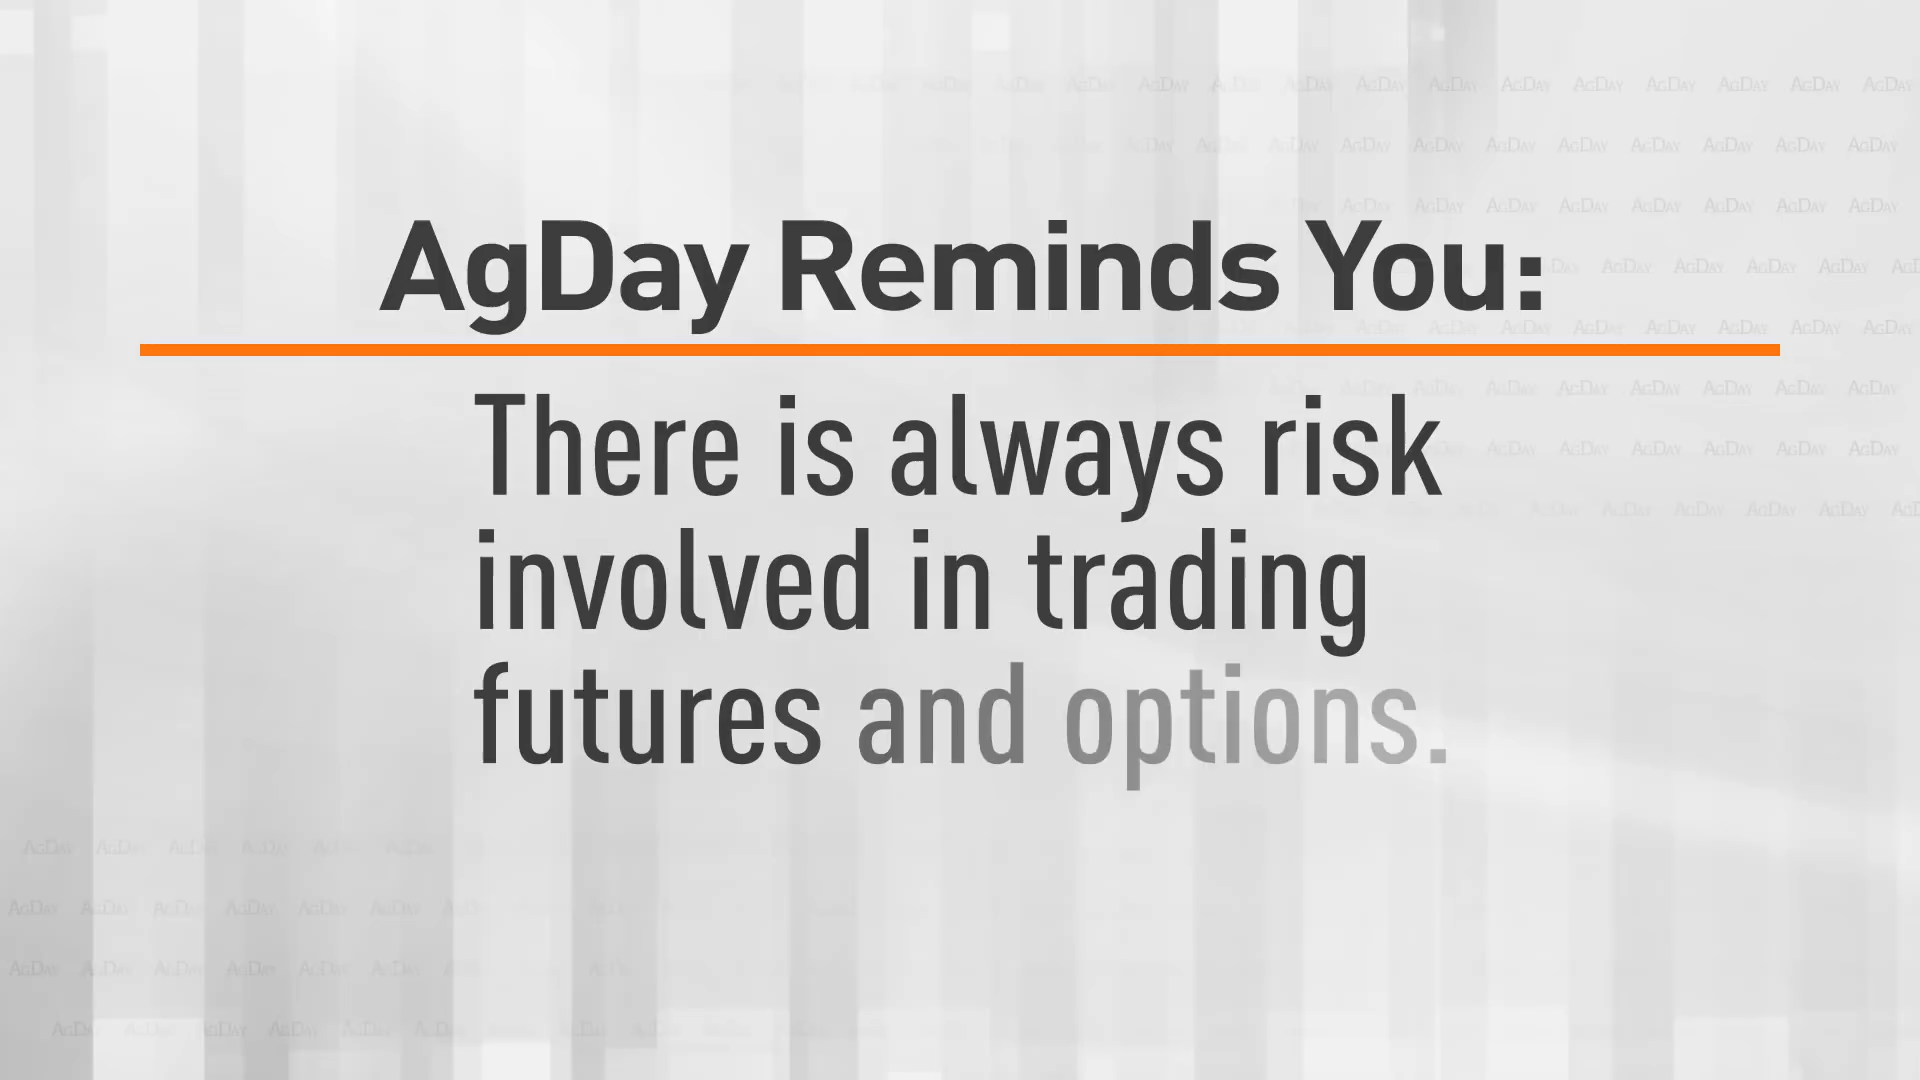 AgDay Reminds You:
There is always risk
involved in trading
futures and options.